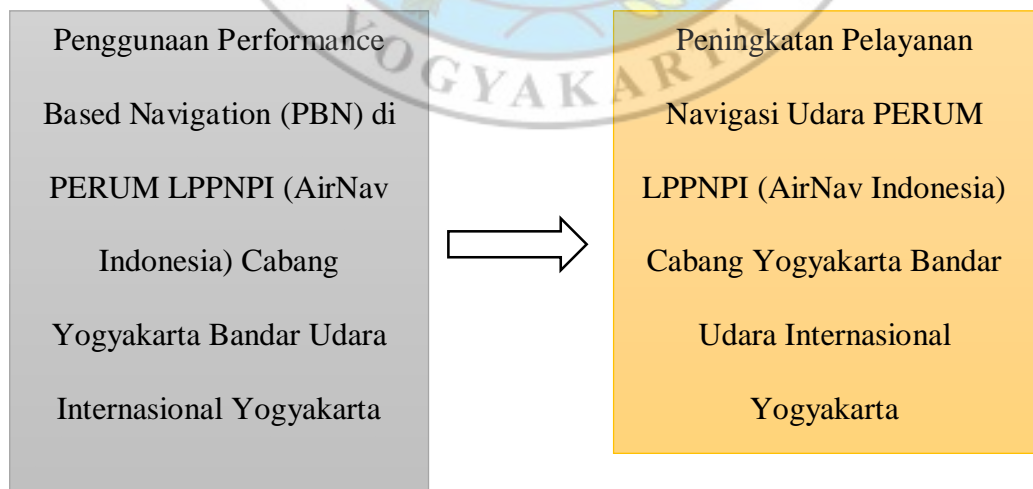 YOGYAKARTA
Penggunaan Performance
Based Navigation (PBN) di
PERUM LPPNPI (AirNav
Indonesia) Cabang
Yogyakarta Bandar Udara
Internasional Yogyakarta
Peningkatan Pelayanan
Navigasi Udara PERUM
LPPNPI (AirNav Indonesia)
Cabang Yogyakarta Bandar
Udara Internasional
Yogyakarta